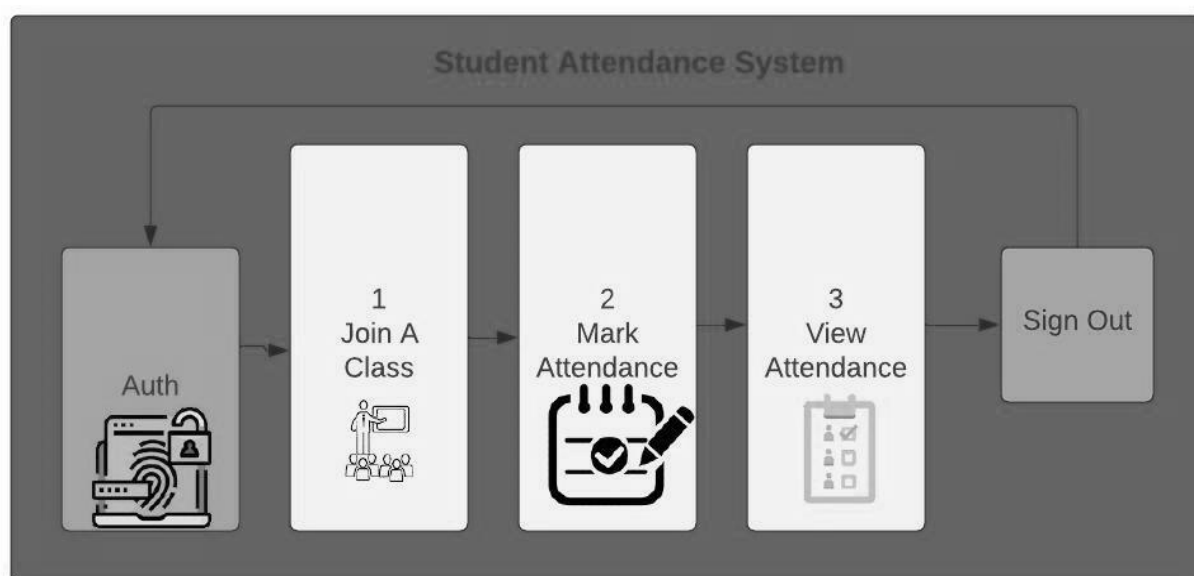 Student Attendance System
Auth
1
Join A
Class
2
Mark
Attendance
3
View
Attendance
Sign Out